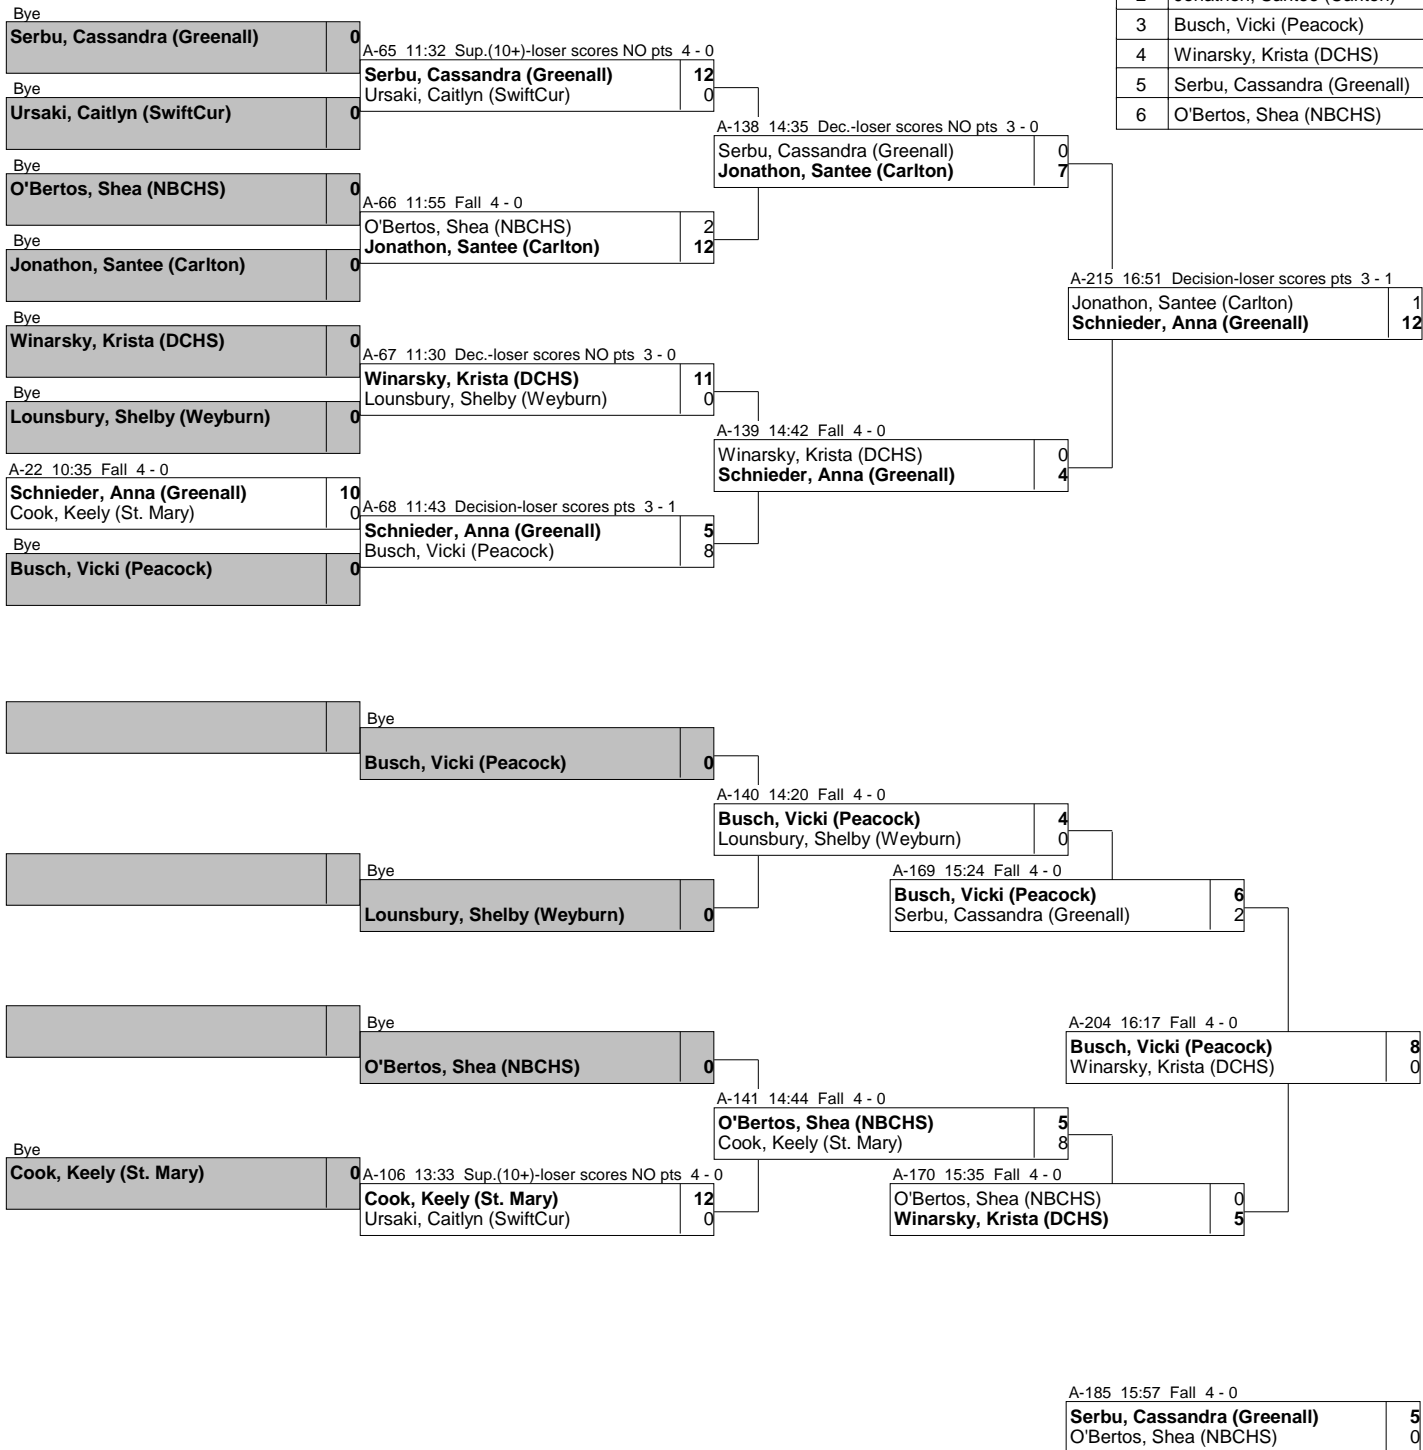 2 Jonathon, Santee (Carlton)
3 Busch, Vicki (Peacock)
4 Winarsky, Krista (DCHS)
5 Serbu, Cassandra (Greenall)
6 O'Bertos, Shea (NBCHS)
Bye
Serbu, Cassandra (Greenall) 0
A-65 11:32 Sup.(10+)-loser scores NO pts 4 - 0
Serbu, Cassandra (Greenall) 12
Ursaki, Caitlyn (SwiftCur) 0
Bye
Ursaki, Caitlyn (SwiftCur) 0
A-138 14:35 Dec.-loser scores NO pts 3 - 0
Serbu, Cassandra (Greenall) 0
Jonathon, Santee (Carlton) 7
Bye
O'Bertos, Shea (NBCHS) 0
A-66 11:55 Fall 4 - 0
O'Bertos, Shea (NBCHS) 2
Jonathon, Santee (Carlton) 12
Bye
Jonathon, Santee (Carlton) 0
A-215 16:51 Decision-loser scores pts 3 - 1
Jonathon, Santee (Carlton) 1
Schnieder, Anna (Greenall) 12
Bye
Winarsky, Krista (DCHS) 0
A-67 11:30 Dec.-loser scores NO pts 3 - 0
Winarsky, Krista (DCHS) 11
Lounsbury, Shelby (Weyburn) 0
Bye
Lounsbury, Shelby (Weyburn) 0
A-139 14:42 Fall 4 - 0
Winarsky, Krista (DCHS) 0
Schnieder, Anna (Greenall) 4
A-22 10:35 Fall 4 - 0
Schnieder, Anna (Greenall) 10
Cook, Keely (St. Mary) 0
A-68 11:43 Decision-loser scores pts 3 - 1
Schnieder, Anna (Greenall) 5
Busch, Vicki (Peacock) 8
Bye
Busch, Vicki (Peacock) 0
Bye
Busch, Vicki (Peacock) 0
A-140 14:20 Fall 4 - 0
Busch, Vicki (Peacock) 4
Lounsbury, Shelby (Weyburn) 0
Bye
Lounsbury, Shelby (Weyburn) 0
A-169 15:24 Fall 4 - 0
Busch, Vicki (Peacock) 6
Serbu, Cassandra (Greenall) 2
Bye
O'Bertos, Shea (NBCHS) 0
A-204 16:17 Fall 4 - 0
Busch, Vicki (Peacock) 8
Winarsky, Krista (DCHS) 0
A-141 14:44 Fall 4 - 0
O'Bertos, Shea (NBCHS) 5
Cook, Keely (St. Mary) 8
Bye
Cook, Keely (St. Mary) 0
A-106 13:33 Sup.(10+)-loser scores NO pts 4 - 0
Cook, Keely (St. Mary) 12
Ursaki, Caitlyn (SwiftCur) 0
A-170 15:35 Fall 4 - 0
O'Bertos, Shea (NBCHS) 0
Winarsky, Krista (DCHS) 5
A-185 15:57 Fall 4 - 0
Serbu, Cassandra (Greenall) 5
O'Bertos, Shea (NBCHS) 0